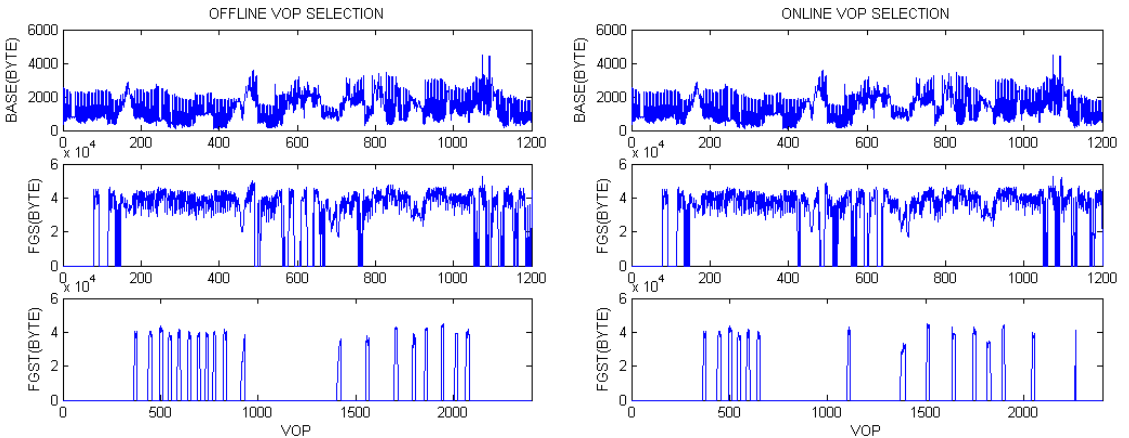 OFFLINE VOP SELECTION
ONLINE VOP SELECTION
BASE(BYTE)
6000
4000
2000
0
0 200 400 600 800 1000 1200
BASE(BYTE)
6000
4000
2000
0
0 200 400 600 800 1000 1200
x 10^4
FGS(BYTE)
6
4
2
0
0 200 400 600 800 1000 1200
x 10^4
FGS(BYTE)
6
4
2
0
0 200 400 600 800 1000 1200
x 10^4
FGST(BYTE)
6
4
2
0
0 500 1000 1500 2000
VOP
x 10^4
FGST(BYTE)
6
4
2
0
0 500 1000 1500 2000
VOP